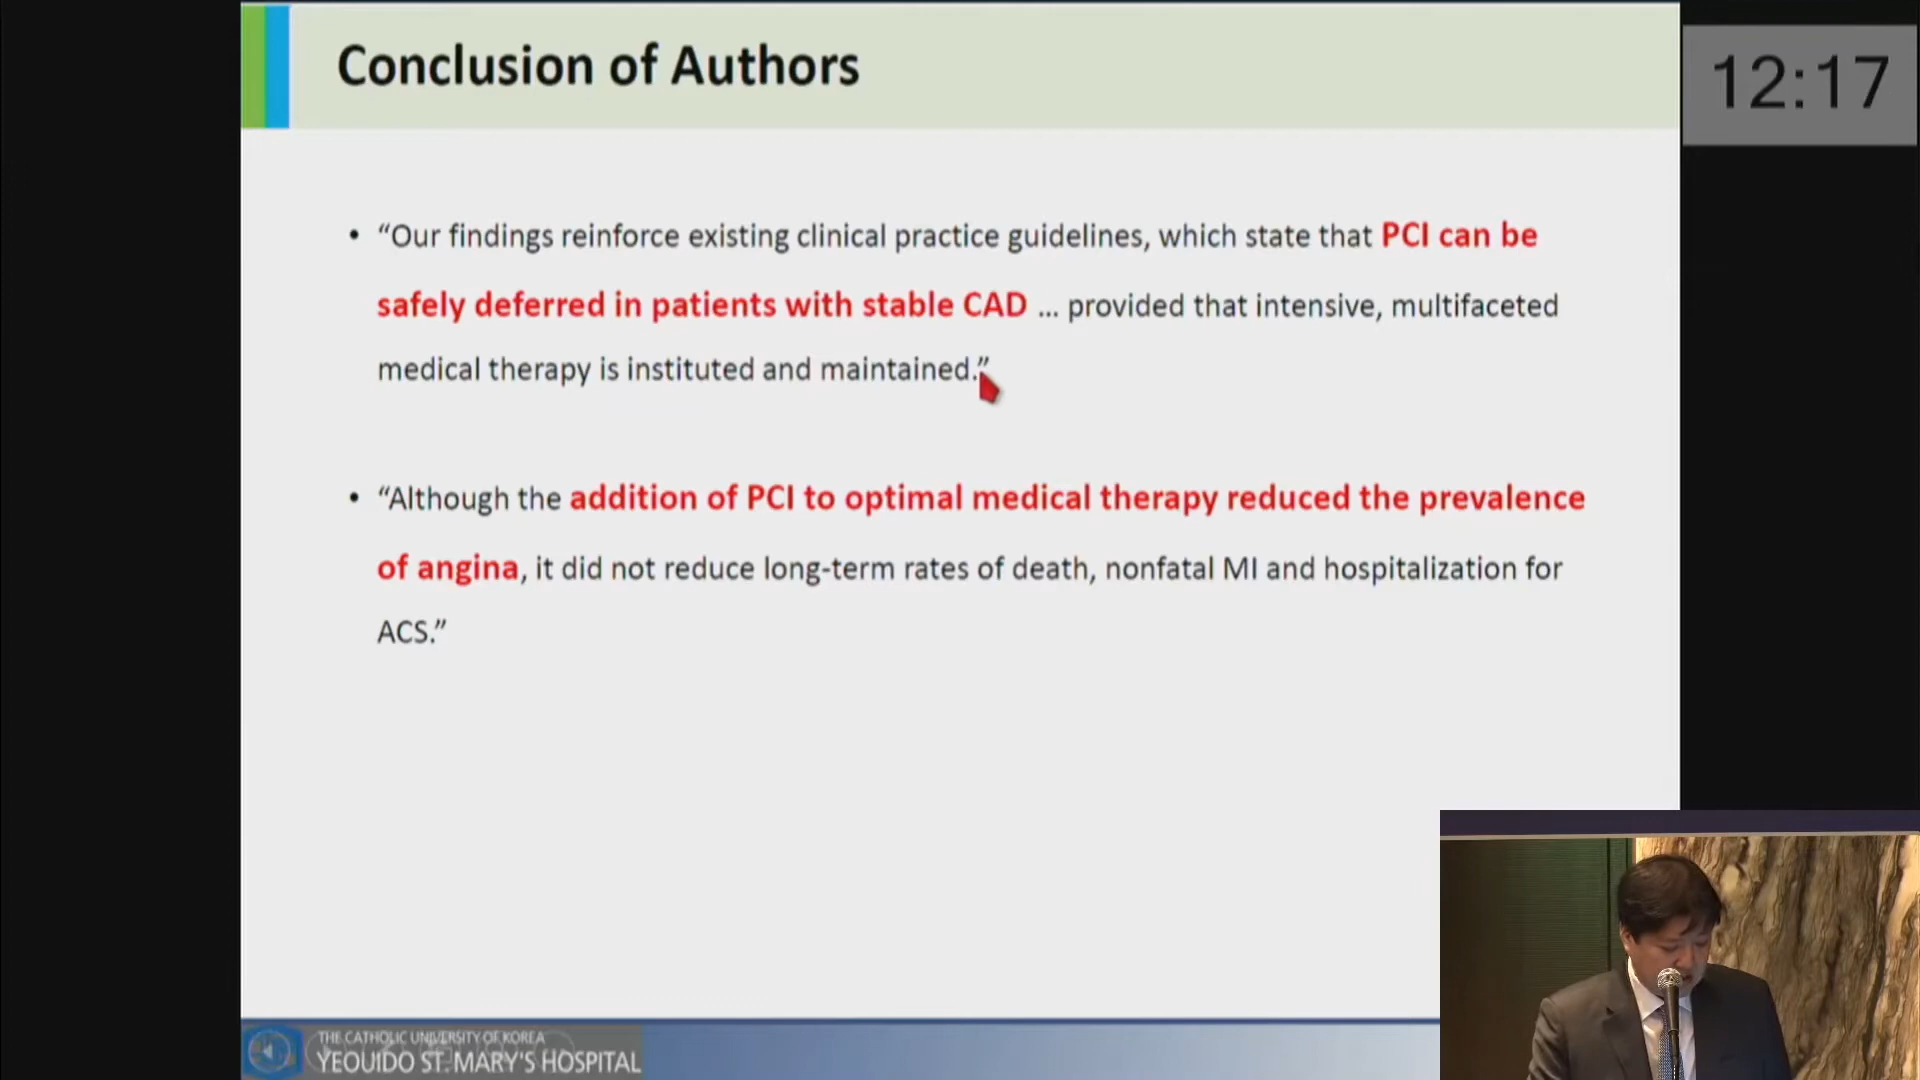 Conclusion of Authors
12:17
• “Our findings reinforce existing clinical practice guidelines, which state that PCI can be
safely deferred in patients with stable CAD ... provided that intensive, multifaceted
medical therapy is instituted and maintained.”
• “Although the addition of PCI to optimal medical therapy reduced the prevalence
of angina, it did not reduce long-term rates of death, nonfatal MI and hospitalization for
ACS.”
THE CATHOLIC UNIVERSITY OF KOREA
YEOUIDO ST. MARY'S HOSPITAL